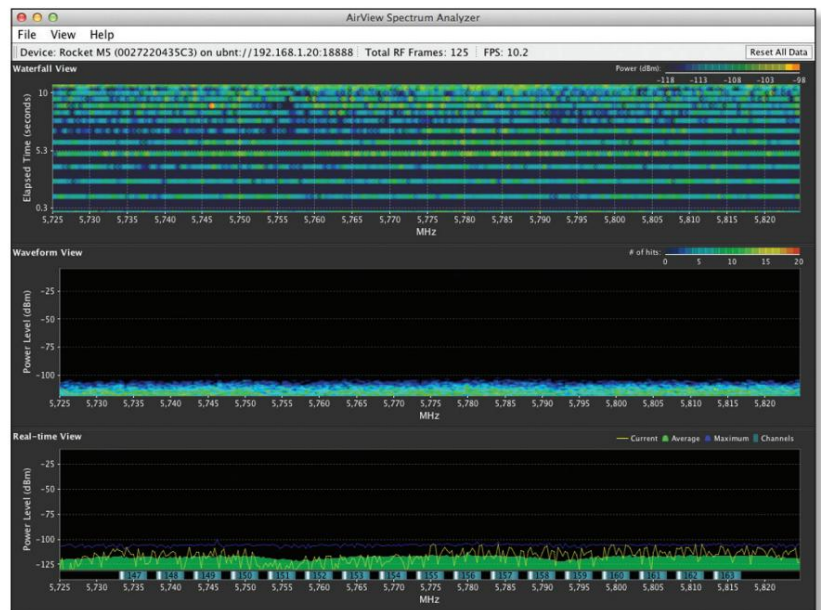 AirView Spectrum Analyzer
File View Help
Device: Rocket M5 (0027220435C3) on ubnt://192.168.1.20:18888 Total RF Frames: 125 FPS: 10.2 Reset All Data
Waterfall View Power (dBm):
-118 -113 -108 -103 -98
Elapsed Time (seconds)
10
5.3
0.3
5,725 5,730 5,735 5,740 5,745 5,750 5,755 5,760 5,765 5,770 5,775 5,780 5,785 5,790 5,795 5,800 5,805 5,810 5,815 5,820
MHz
Waveform View # of hits:
0 5 10 15 20
Power Level (dBm)
-25
-50
-75
-100
5,725 5,730 5,735 5,740 5,745 5,750 5,755 5,760 5,765 5,770 5,775 5,780 5,785 5,790 5,795 5,800 5,805 5,810 5,815 5,820
MHz
Real-time View Current Average Maximum Channels
Power Level (dBm)
-25
-50
-75
-100
-125
147 148 149 150 151 152 153 154 155 156 157 158 159 160 161 162 163
5,725 5,730 5,735 5,740 5,745 5,750 5,755 5,760 5,765 5,770 5,775 5,780 5,785 5,790 5,795 5,800 5,805 5,810 5,815 5,820
MHz